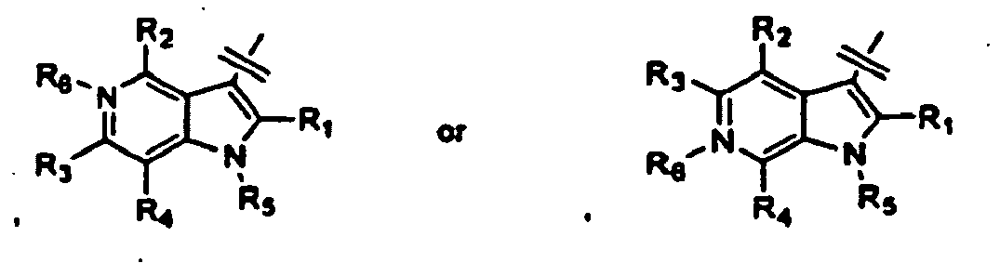 R2 R2
R6 N R3
R1 or R1
R3 N N N
R6
R4 R5 R4 R5